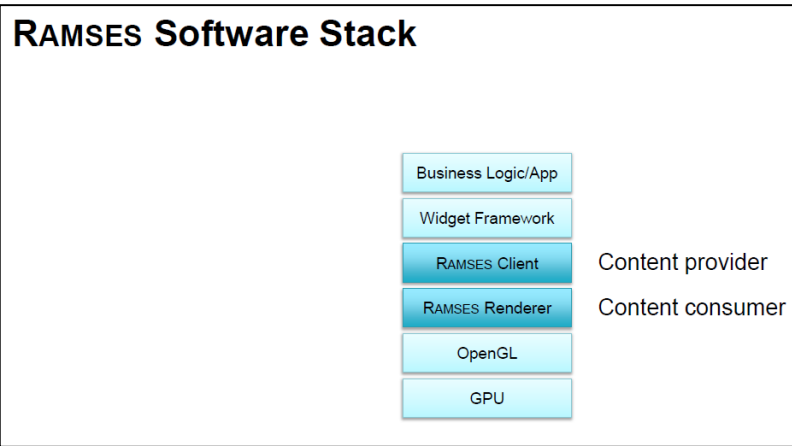 RAMSES Software Stack
Business Logic/App
Widget Framework
RAMSES Client
Content provider
RAMSES Renderer
Content consumer
OpenGL
GPU